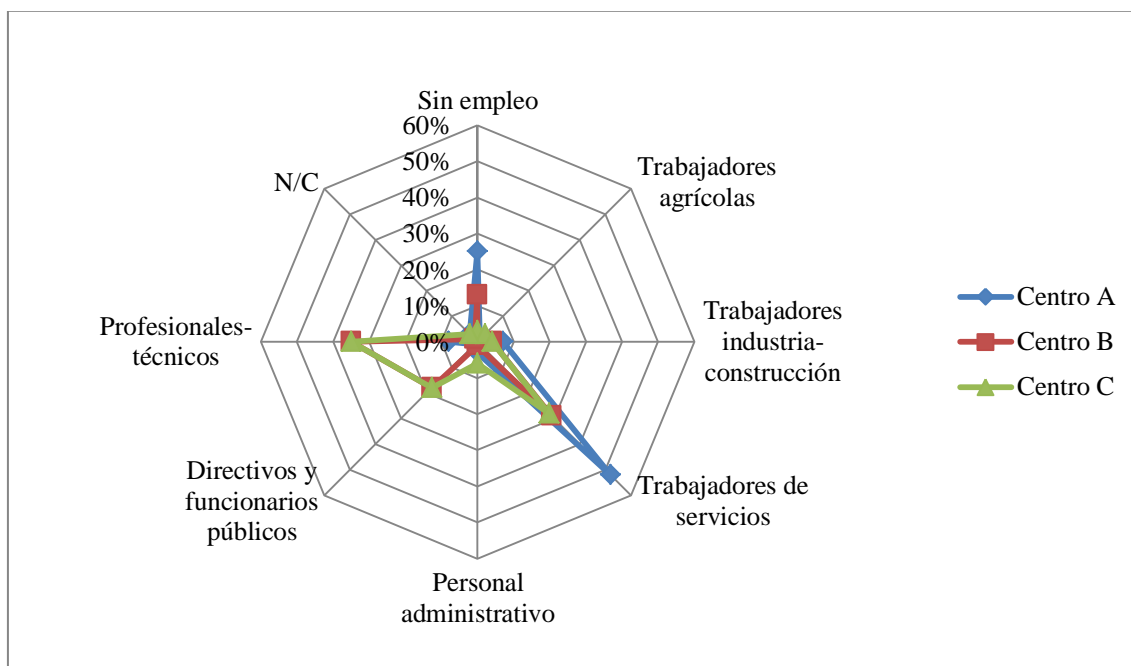 Sin empleo
60%
50%
40%
30%
20%
10%
0%
Trabajadores
agrícolas
Trabajadores
industria-
construcción
Trabajadores de
servicios
Personal
administrativo
Directivos y
funcionarios
públicos
Profesionales-
técnicos
N/C
Centro A
Centro B
Centro C